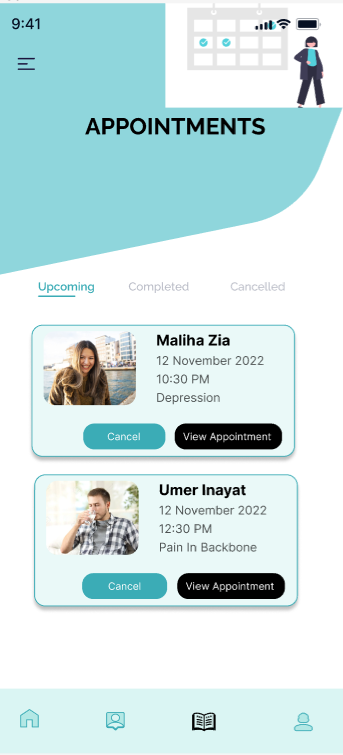 9:41
APPOINTMENTS
Upcoming
Completed
Cancelled
Maliha Zia
12 November 2022
10:30 PM
Depression
Cancel
View Appointment
Umer Inayat
12 November 2022
12:30 PM
Pain In Backbone
Cancel
View Appointment